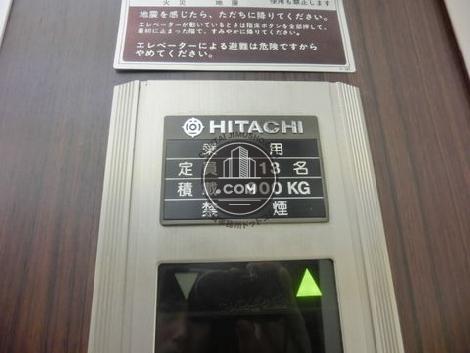 火災 地震 使用も禁止します
地震を感じたら、ただちに降りてください。
エレベーターが動いているときは行先ボタンを全部押して、
最初に止まった階で、すみやかに降りてください。
エレベーターによる避難は危険ですから
やめてください。
HITACHI
用
定員 13名
積 00KG
禁煙
.COM